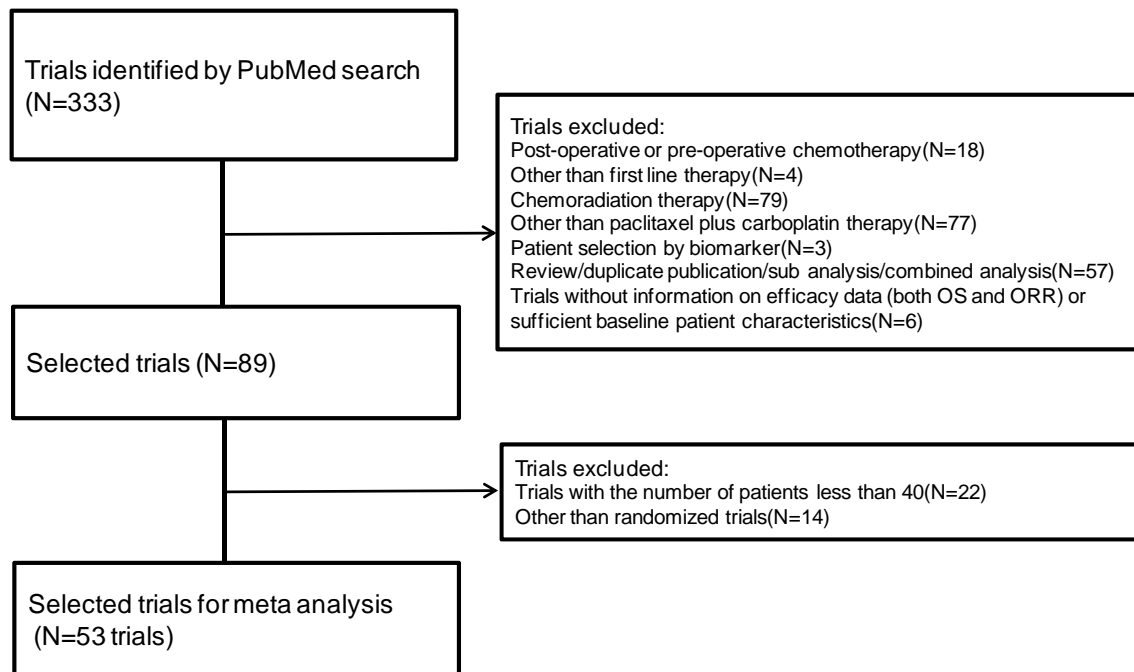 Trials identified by PubMed search
(N=333)
Trials excluded:
Post-operative or pre-operative chemotherapy(N=18)
Other than first line therapy(N=4)
Chemoradiation therapy(N=79)
Other than paclitaxel plus carboplatin therapy(N=77)
Patient selection by biomarker(N=3)
Review/duplicate publication/sub analysis/combined analysis(N=57)
Trials without information on efficacy data (both OS and ORR) or
sufficient baseline patient characteristics(N=6)
Selected trials (N=89)
Trials excluded:
Trials with the number of patients less than 40(N=22)
Other than randomized trials(N=14)
Selected trials for meta analysis
(N=53 trials)